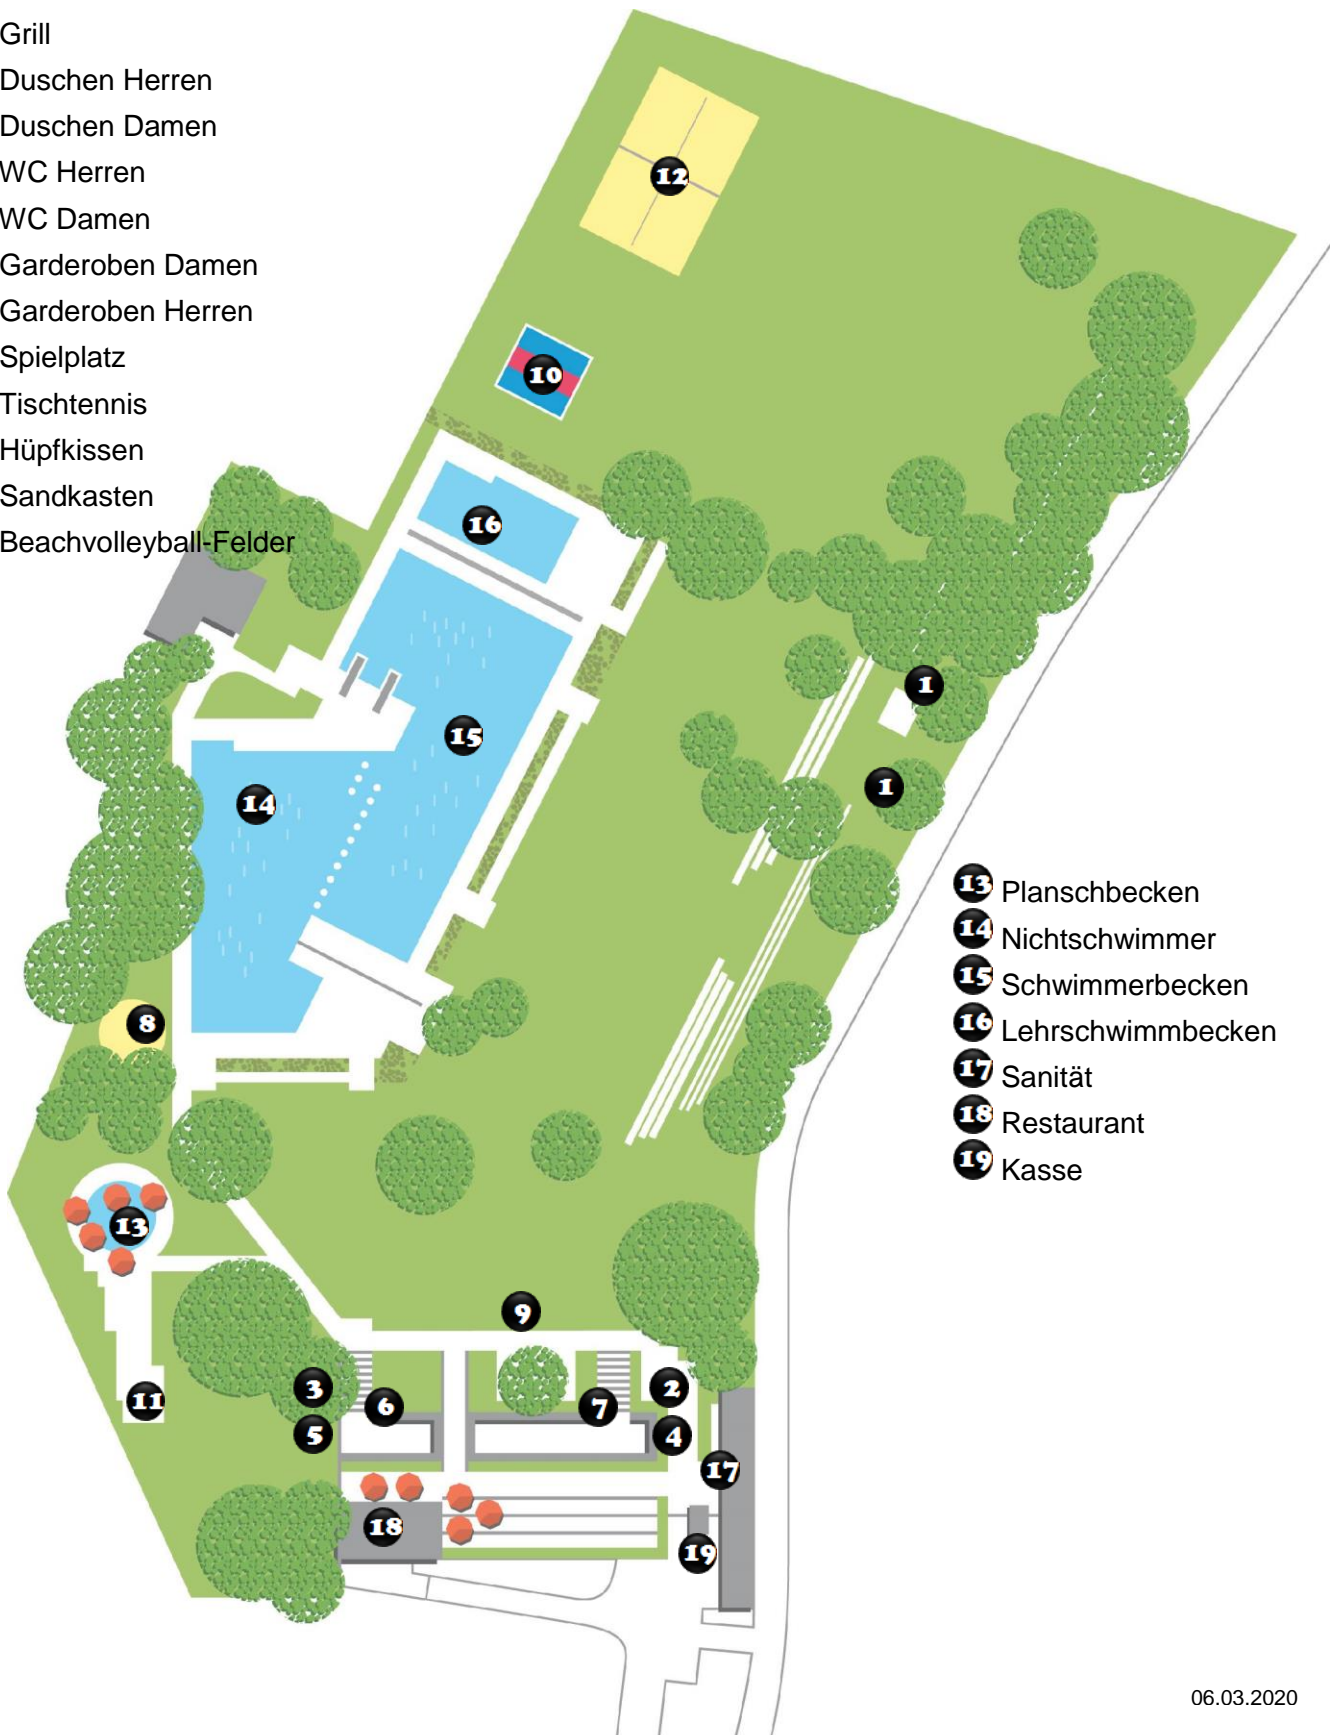 Grill
Duschen Herren
Duschen Damen
WC Herren
WC Damen
Garderoben Damen
Garderoben Herren
Spielplatz
Tischtennis
Hüpfkissen
Sandkasten
Beachvolleyball-Felder
12
10
16
1
15
1
14
13 Planschbecken
14 Nichtschwimmer
15 Schwimmerbecken
16 Lehrschwimmbecken
17 Sanität
18 Restaurant
19 Kasse
8
13
9
3
2
11
6
7
5
4
17
18
19
06.03.2020